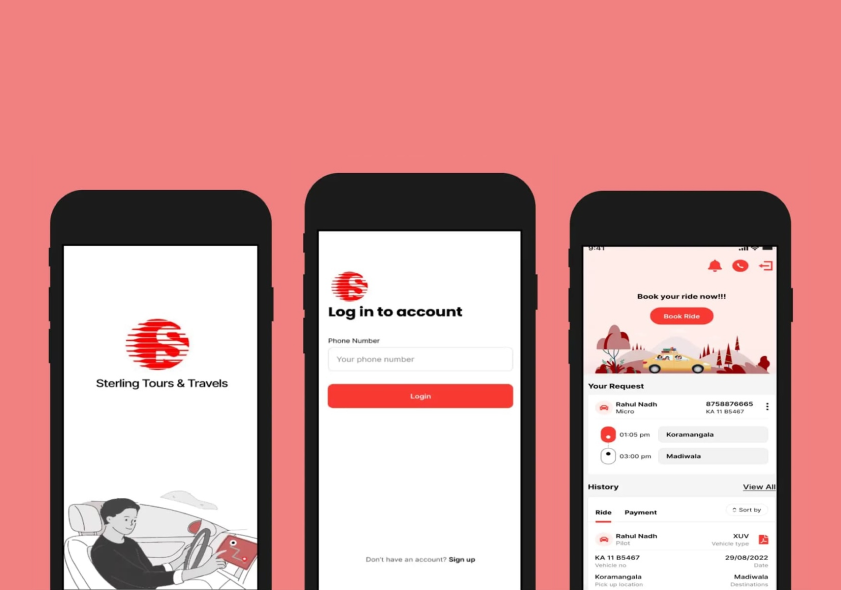 Sterling Tours & Travels
Log in to account
Phone Number
Your phone number
Login
Don't have an account? Sign up
9:41
Book your ride now!!!
Book Ride
Your Request
Rahul Nadh 8758876665
Micro KA 11 B5467
01:05 pm Koramangala
03:00 pm Madiwala
History View All
Ride Payment Sort by
Rahul Nadh XUV
Pilot Vehicle type
KA 11 B5467 29/08/2022
Vehicle no Date
Koramangala Madiwala
Pick up location Destinations